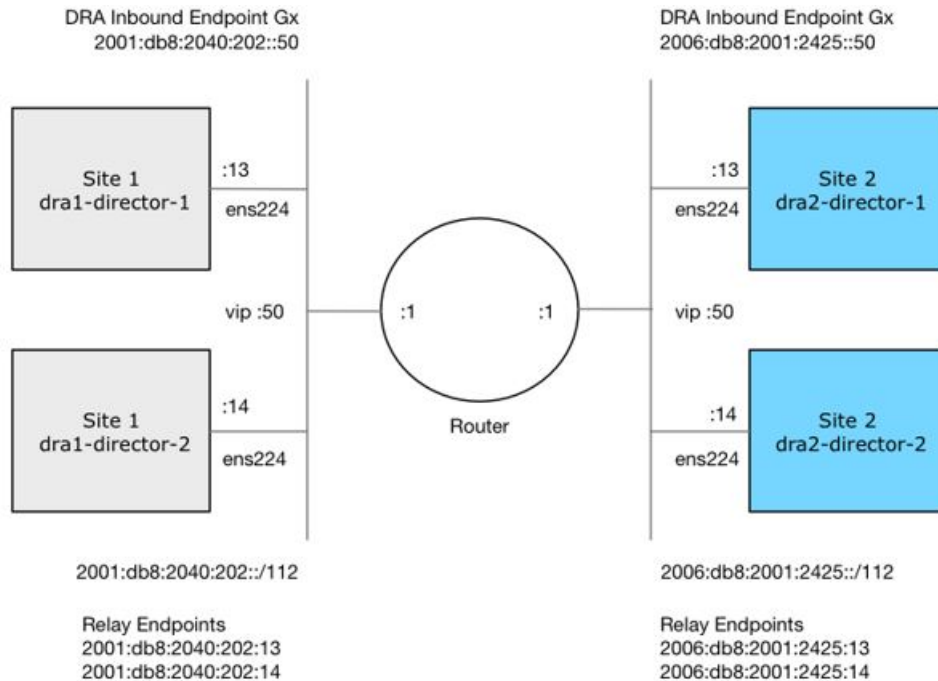 DRA Inbound Endpoint Gx
2001:db8:2040:202::50
DRA Inbound Endpoint Gx
2006:db8:2001:2425::50
Site 1
dra1-director-1
:13
ens224
:13
ens224
Site 2
dra2-director-1
vip :50
:1
:1
vip :50
Router
Site 1
dra1-director-2
:14
ens224
:14
ens224
Site 2
dra2-director-2
2001:db8:2040:202::/112
2006:db8:2001:2425::/112
Relay Endpoints
2001:db8:2040:202:13
2001:db8:2040:202:14
Relay Endpoints
2006:db8:2001:2425:13
2006:db8:2001:2425:14